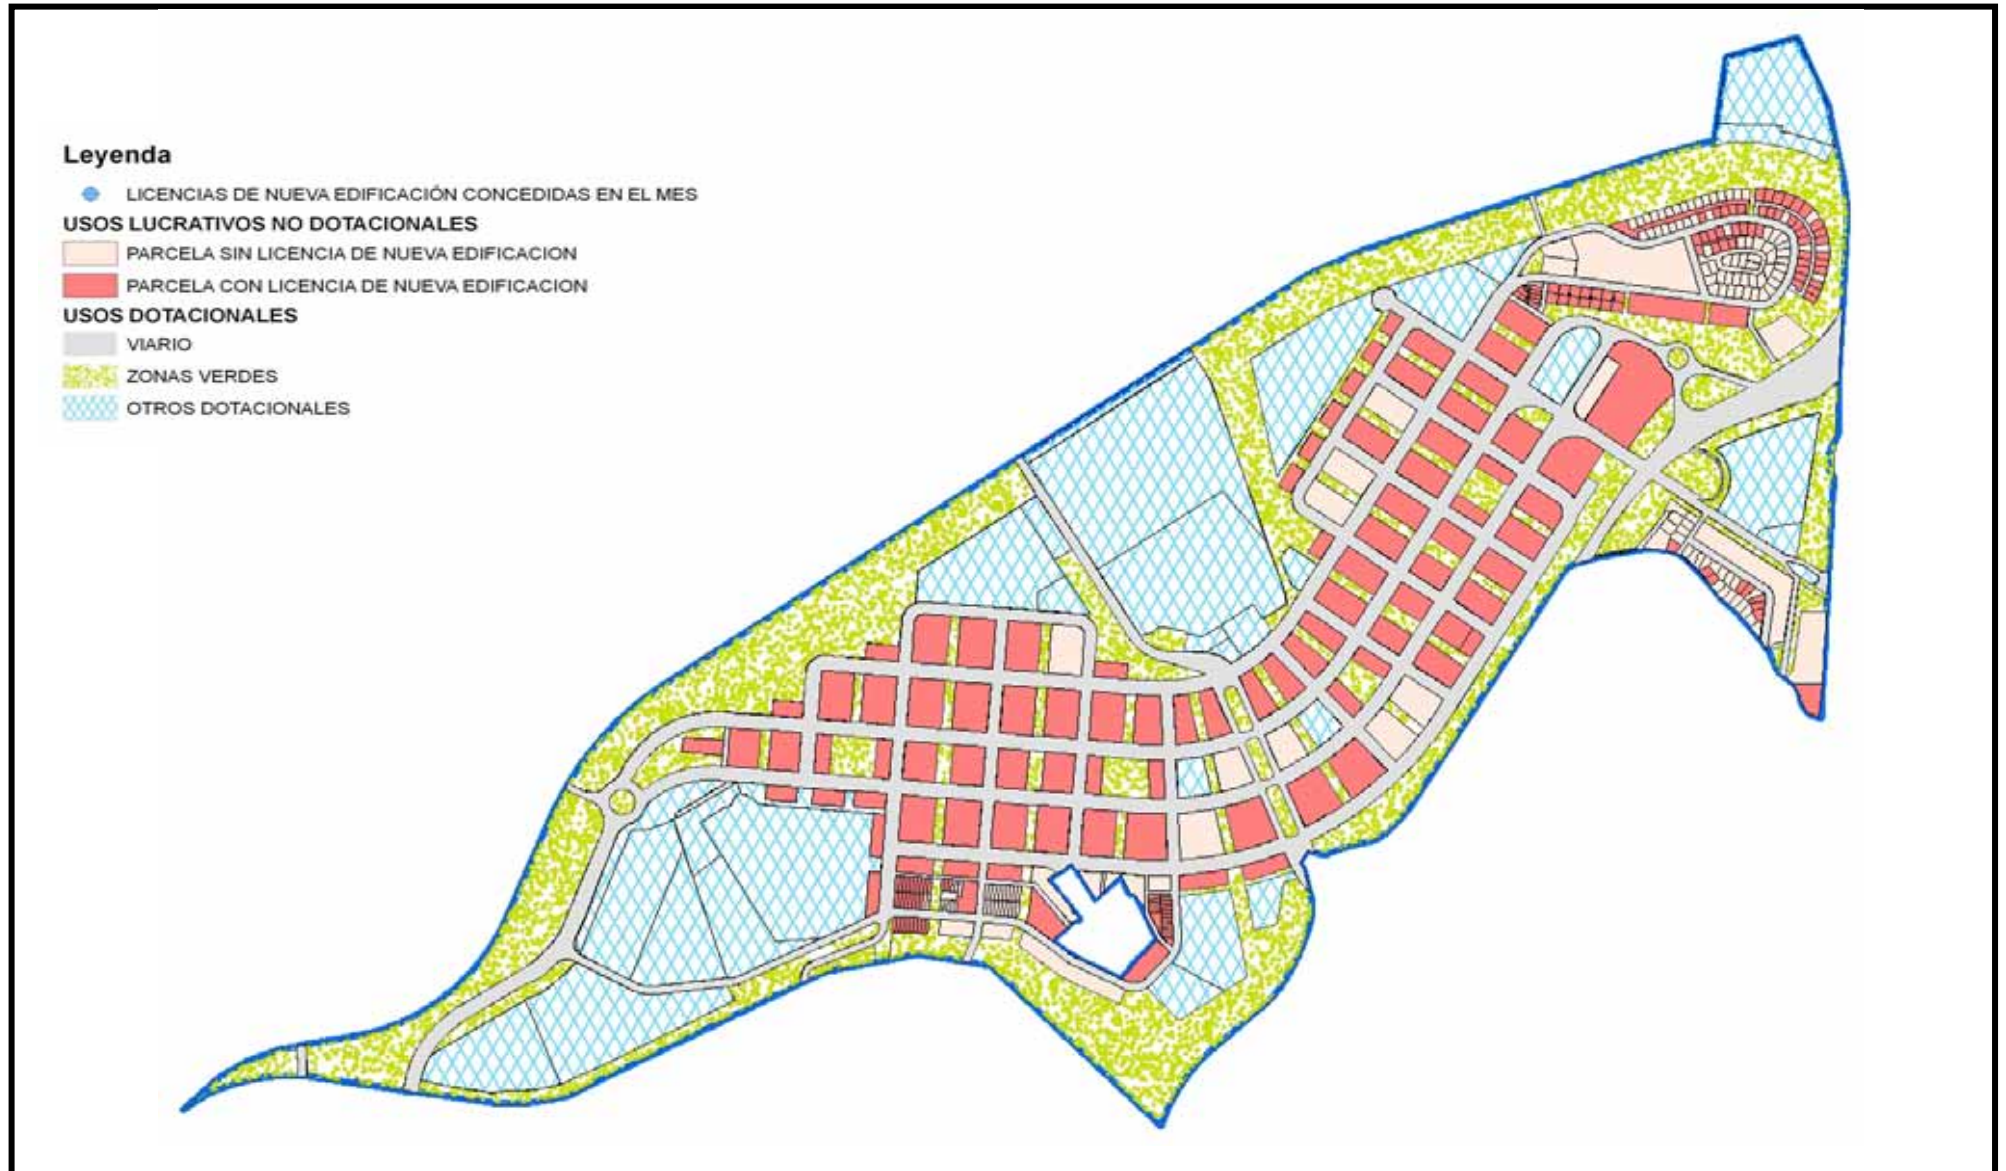 Leyenda
LICENCIAS DE NUEVA EDIFICACIÓN CONCEDIDAS EN EL MES
USOS LUCRATIVOS NO DOTACIONALES
PARCELA SIN LICENCIA DE NUEVA EDIFICACION
PARCELA CON LICENCIA DE NUEVA EDIFICACION
USOS DOTACIONALES
VIARIO
ZONAS VERDES
OTROS DOTACIONALES